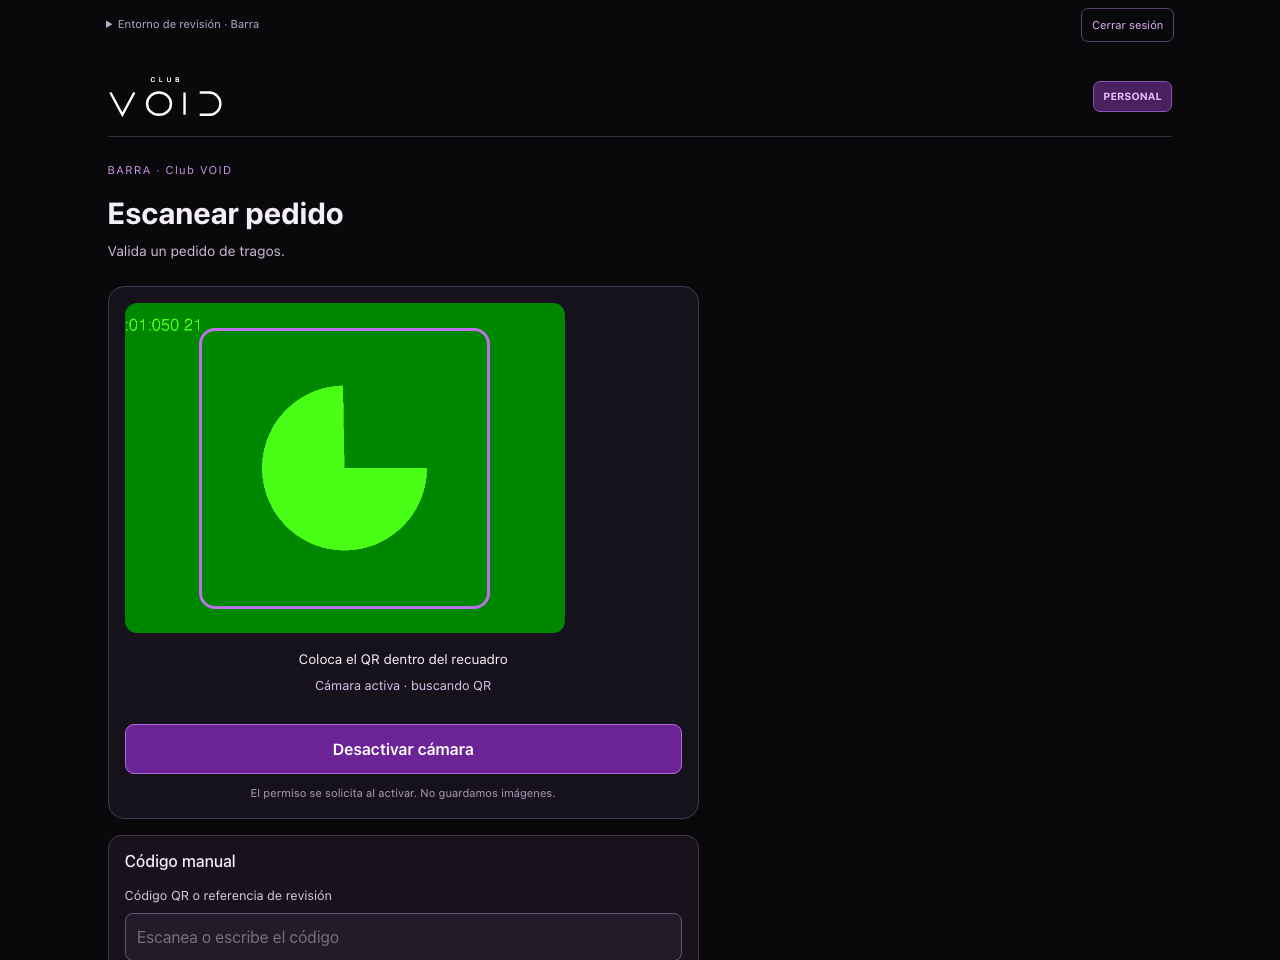 ▶ Entorno de revisión · Barra
Cerrar sesión
CLUB
VOID
PERSONAL
BARRA · Club VOID
Escanear pedido
Valida un pedido de tragos.
:01:050 21
Coloca el QR dentro del recuadro
Cámara activa · buscando QR
Desactivar cámara
El permiso se solicita al activar. No guardamos imágenes.
Código manual
Código QR o referencia de revisión
Escanea o escribe el código